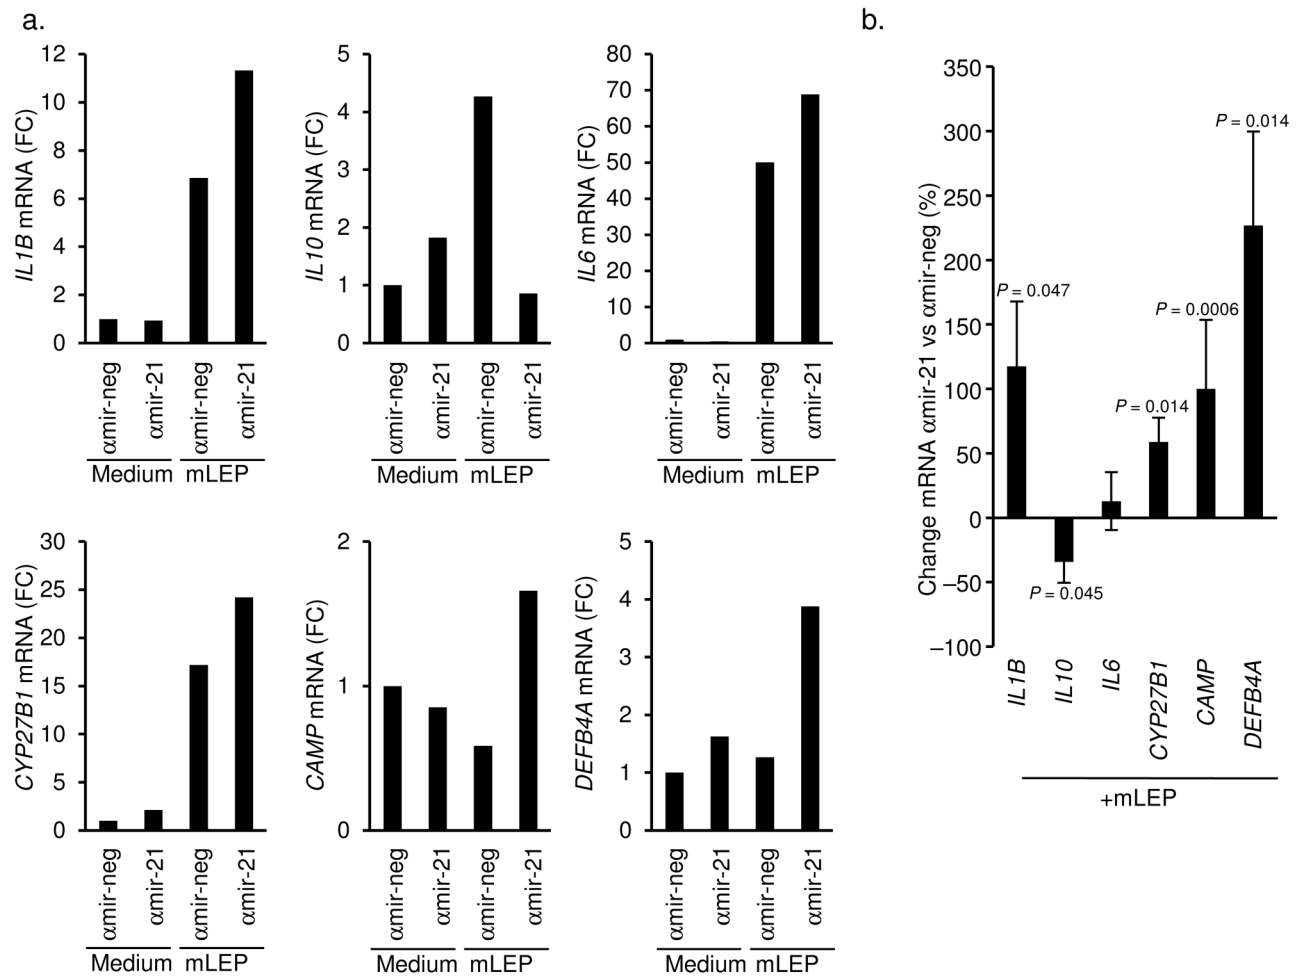 a.
IL1B mRNA (FC)
12
10
8
6
4
2
0
αmir-neg
αmir-21
αmir-neg
αmir-21
Medium mLEP
IL10 mRNA (FC)
5
4
3
2
1
0
αmir-neg
αmir-21
αmir-neg
αmir-21
Medium mLEP
IL6 mRNA (FC)
80
70
60
50
40
30
20
10
0
αmir-neg
αmir-21
αmir-neg
αmir-21
Medium mLEP
CYP27B1 mRNA (FC)
30
25
20
15
10
5
0
αmir-neg
αmir-21
αmir-neg
αmir-21
Medium mLEP
CAMP mRNA (FC)
2
1
0
αmir-neg
αmir-21
αmir-neg
αmir-21
Medium mLEP
DEFB4A mRNA (FC)
5
4
3
2
1
0
αmir-neg
αmir-21
αmir-neg
αmir-21
Medium mLEP
b.
Change mRNA αmir-21 vs αmir-neg (%)
350
300
250
200
150
100
50
0
–50
–100
P = 0.047
P = 0.045
P = 0.014
P = 0.0006
P = 0.014
IL1B
IL10
IL6
CYP27B1
CAMP
DEFB4A
+mLEP